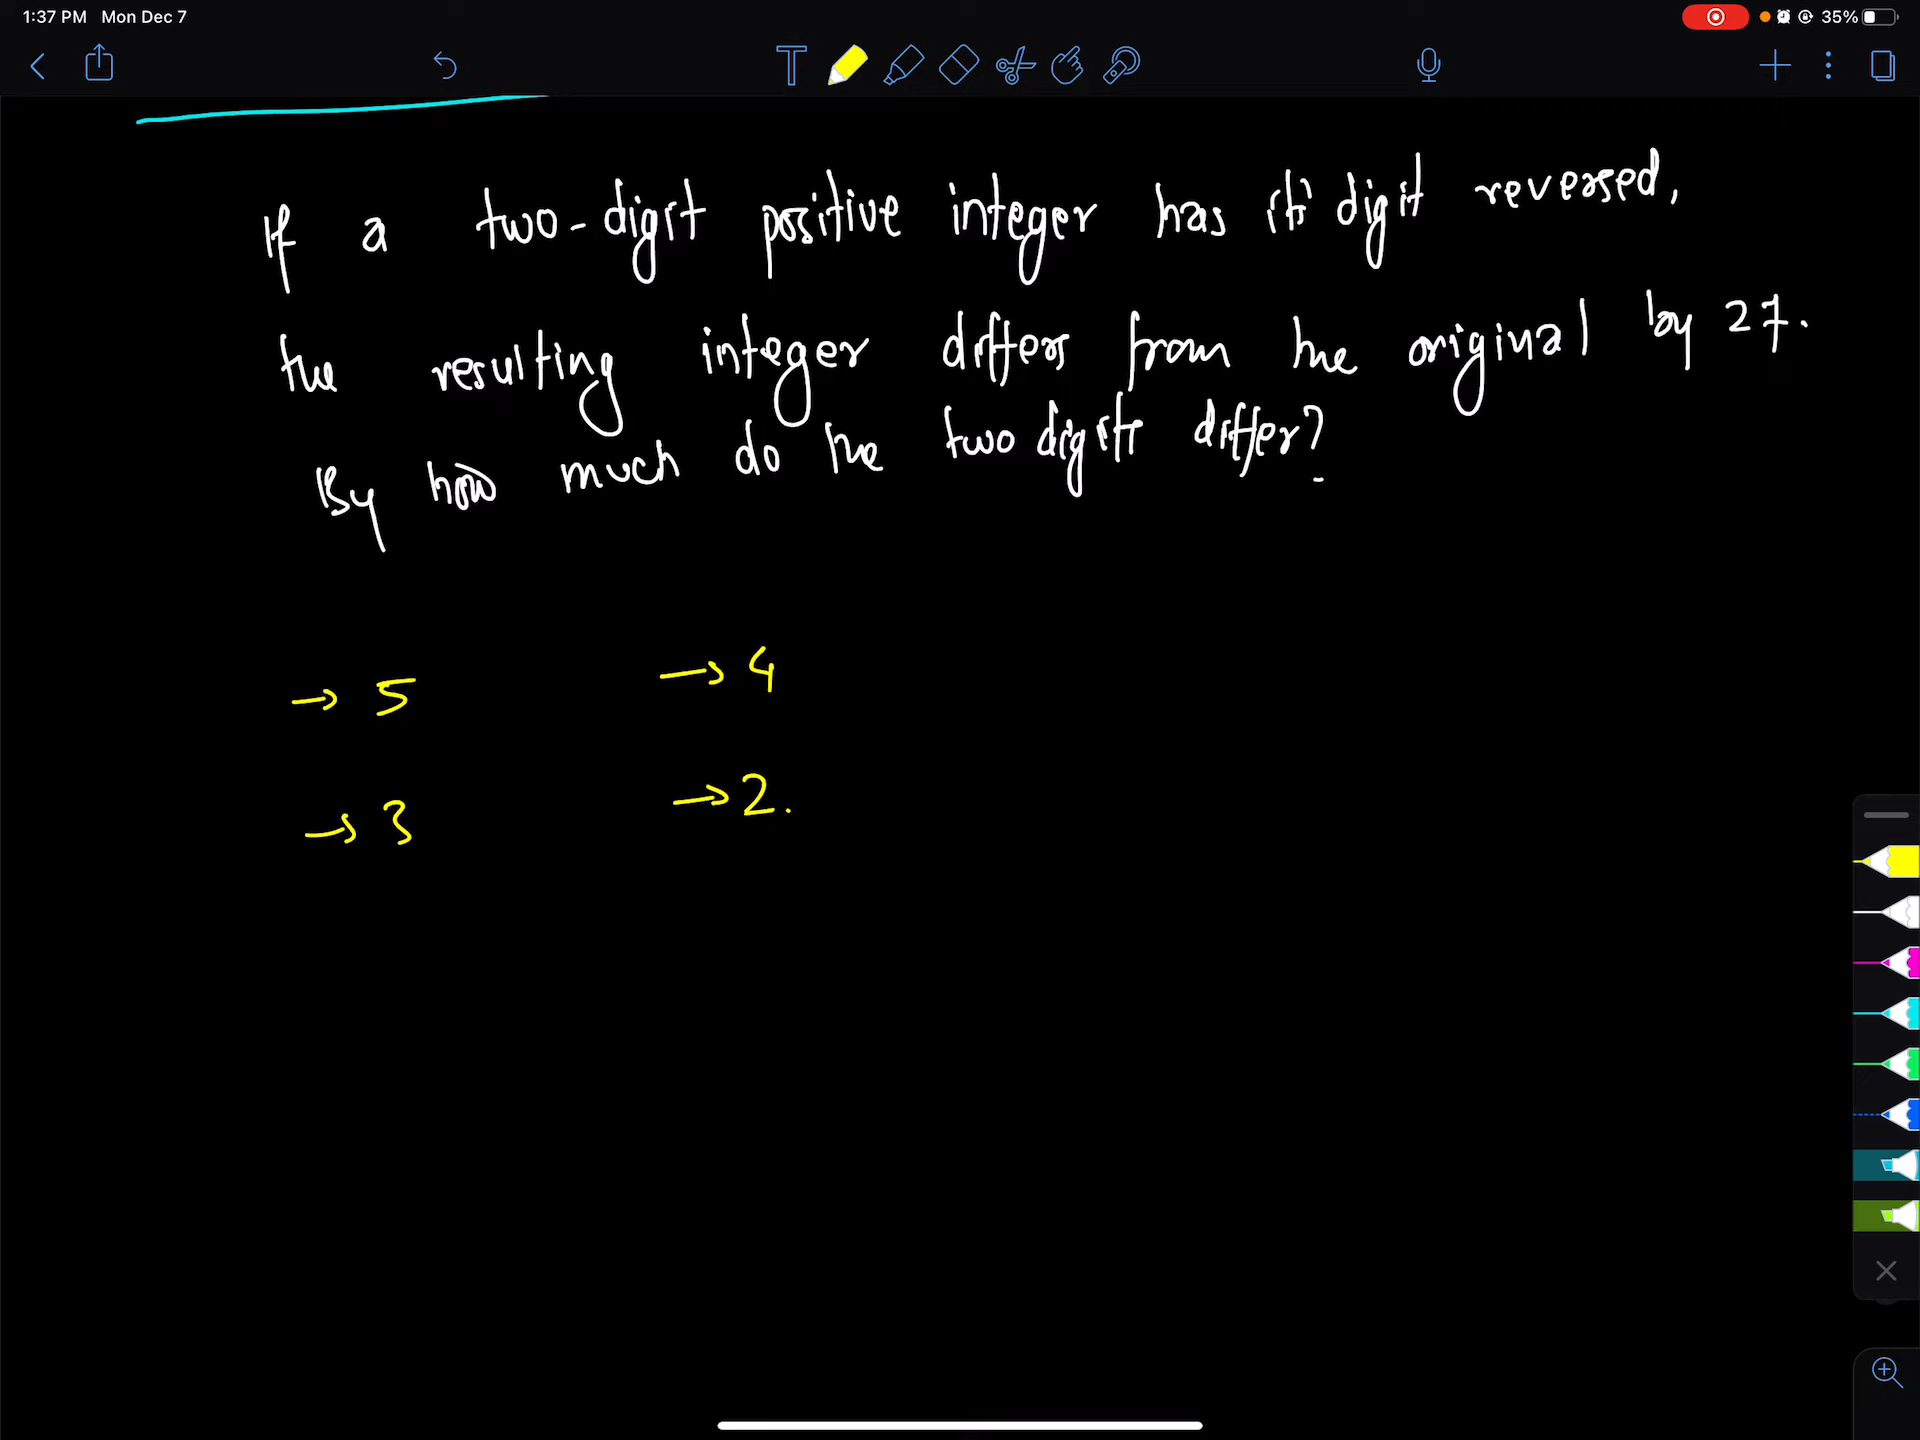 1:37 PM Mon Dec 7
35%
If a two-digit positive integer has its digit reversed,
the resulting integer differs from the original by 27.
By how much do the two digits differ?
→ 5 → 4
→ 3 → 2.